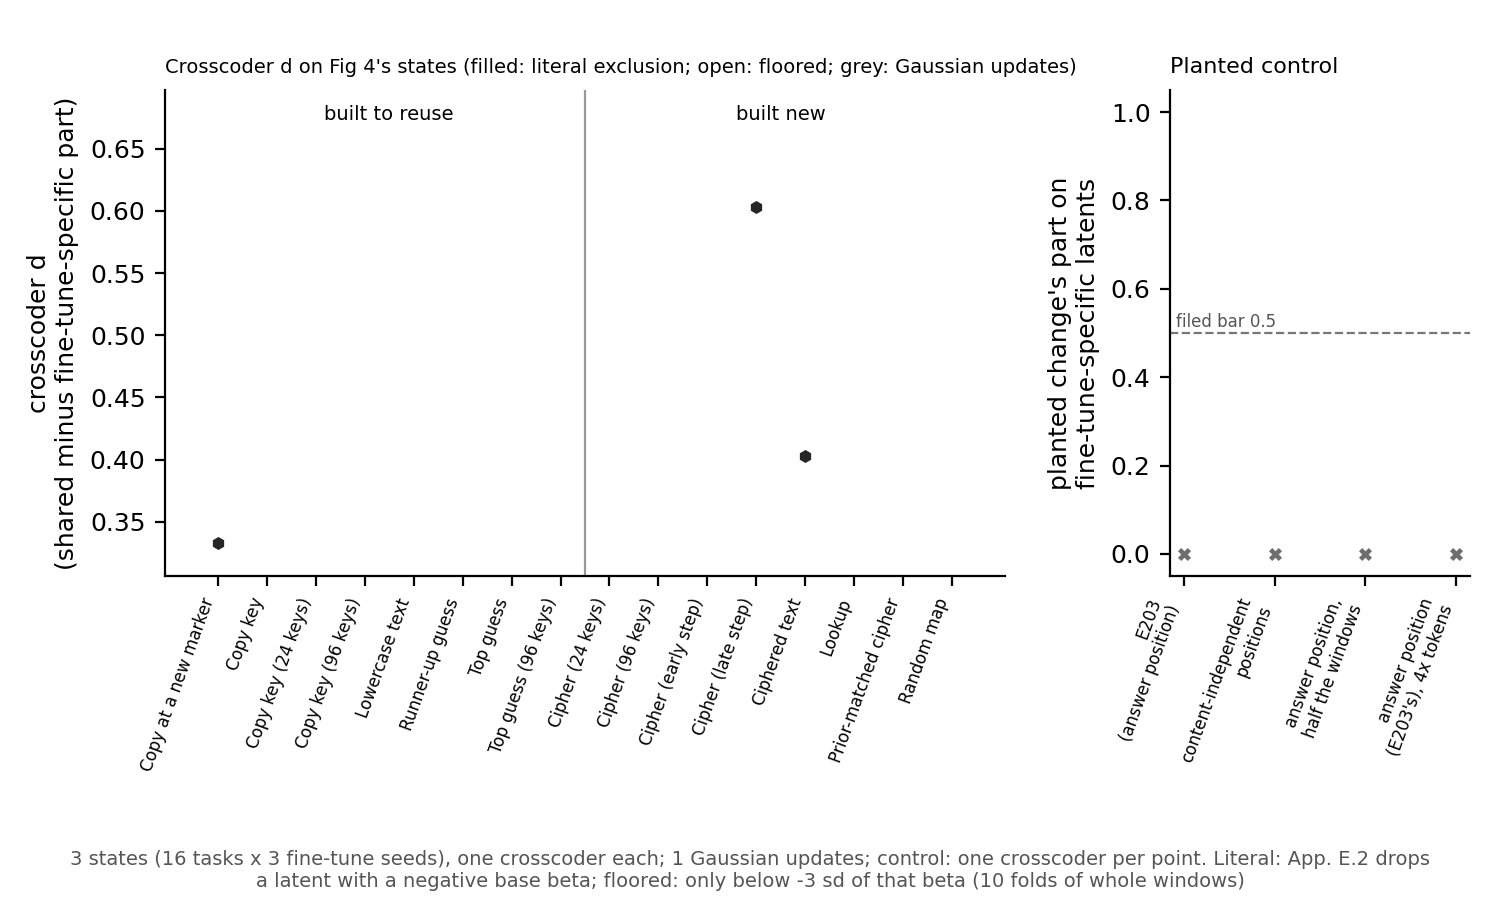 Crosscoder d on Fig 4's states (filled: literal exclusion; open: floored; grey: Gaussian updates)
built to reuse
built new
crosscoder d
(shared minus fine-tune-specific part)
0.65
0.60
0.55
0.50
0.45
0.40
0.35
Copy at a new marker
Copy key
Copy key (24 keys)
Copy key (96 keys)
Lowercase text
Runner-up guess
Top guess
Top guess (96 keys)
Cipher (24 keys)
Cipher (96 keys)
Cipher (early step)
Cipher (late step)
Ciphered text
Lookup
Prior-matched cipher
Random map
Planted control
planted change's part on
fine-tune-specific latents
1.0
0.8
0.6
0.4
0.2
0.0
filed bar 0.5
E203
(answer position)
content-independent
positions
answer position,
half the windows
answer position
(E203's), 4x tokens
3 states (16 tasks x 3 fine-tune seeds), one crosscoder each; 1 Gaussian updates; control: one crosscoder per point. Literal: App. E.2 drops
a latent with a negative base beta; floored: only below -3 sd of that beta (10 folds of whole windows)